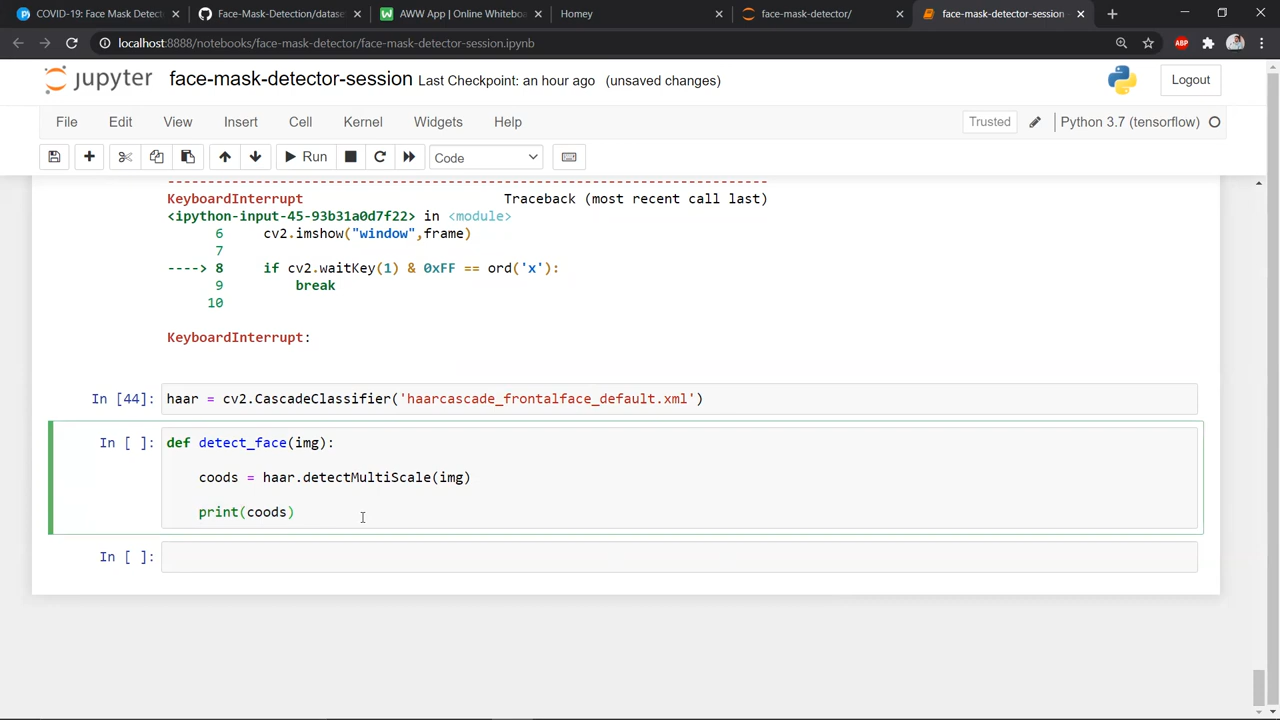 COVID-19: Face Mask Detec
Face-Mask-Detection/datase
AWW App | Online Whiteboa
Homey
face-mask-detector/
face-mask-detector-session
localhost:8888/notebooks/face-mask-detector/face-mask-detector-session.ipynb
ABP
jupyter
face-mask-detector-session Last Checkpoint: an hour ago (unsaved changes)
Logout
File Edit View Insert Cell Kernel Widgets Help
Trusted
Python 3.7 (tensorflow)
Run
Code
---------------------------------------------------------------------------
KeyboardInterrupt Traceback (most recent call last)
<ipython-input-45-93b31a0d7f22> in <module>
6 cv2.imshow("window",frame)
7
----> 8 if cv2.waitKey(1) & 0xFF == ord('x'):
9 break
10
KeyboardInterrupt:
In [44]: haar = cv2.CascadeClassifier('haarcascade_frontalface_default.xml')
In [ ]: def detect_face(img):
coods = haar.detectMultiScale(img)
print(coods)
In [ ]: